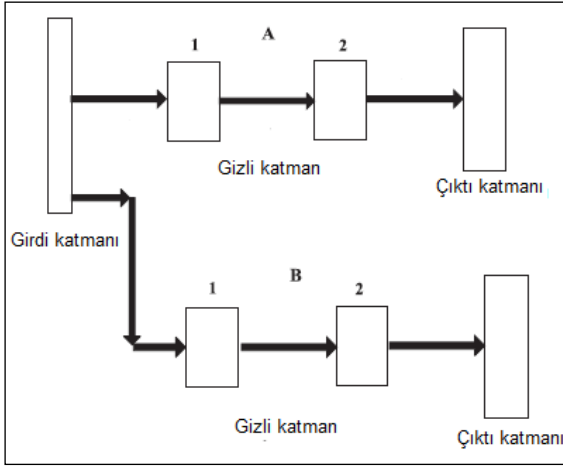 A
1
2
Gizli katman
Çıktı katmanı
Girdi katmanı
B
1
2
Gizli katman
Çıktı katmanı